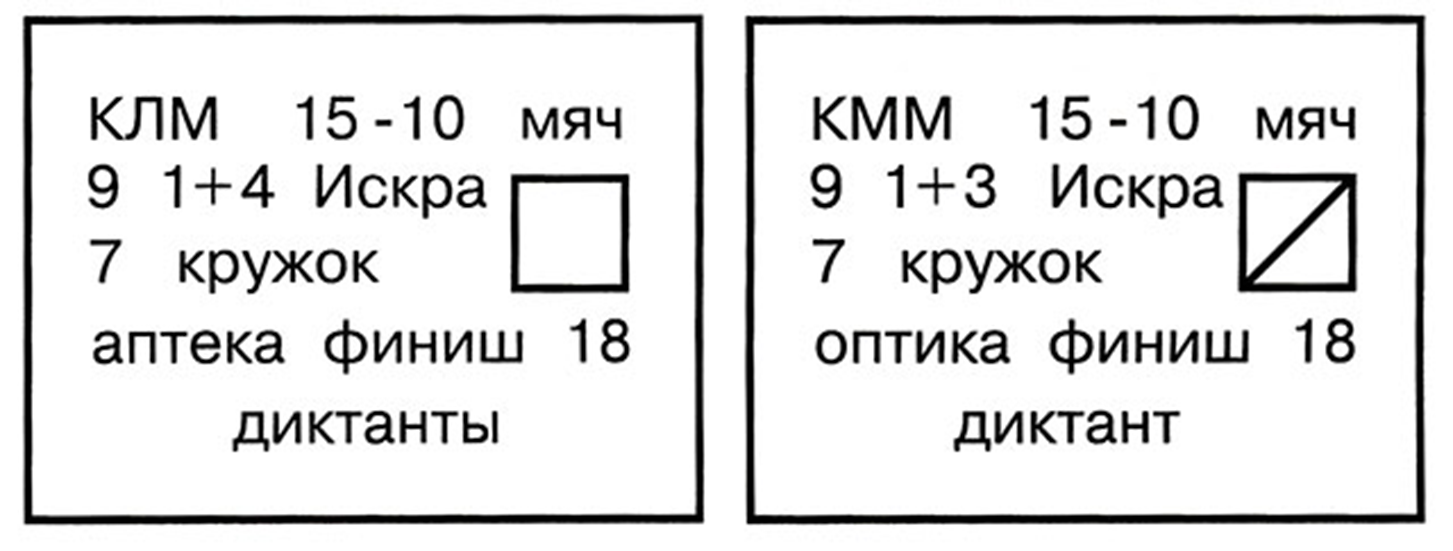 КЛМ 15-10 мяч
9 1+4 Искра
7 кружок
аптека финиш 18
диктанты
КММ 15-10 мяч
9 1+3 Искра
7 кружок
оптика финиш 18
диктант